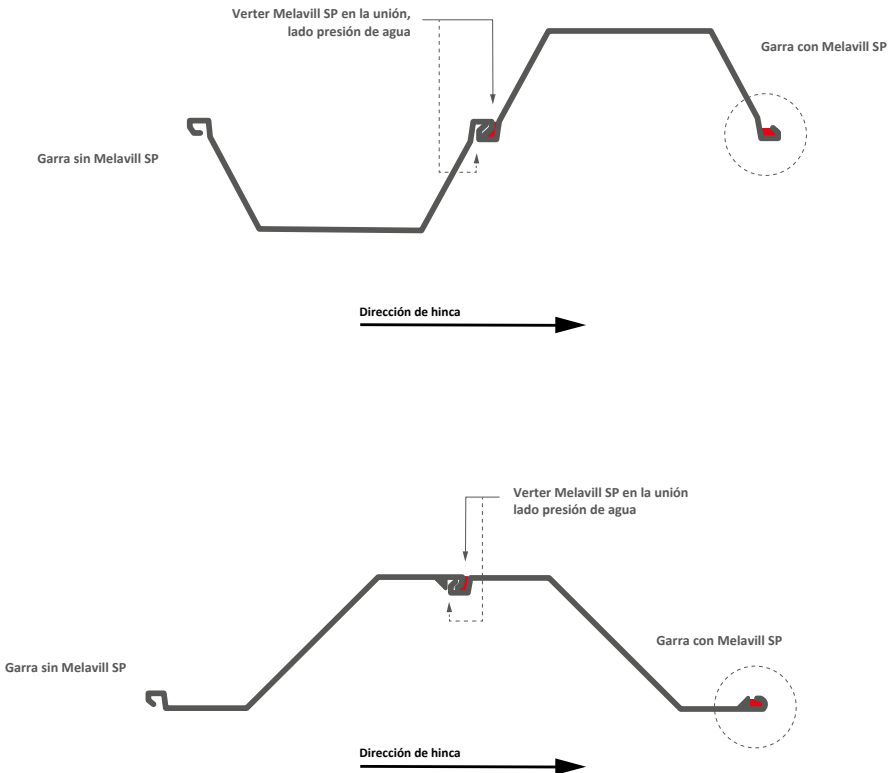 Verter Melavill SP en la unión,
lado presión de agua
Garra con Melavill SP
Garra sin Melavill SP
Dirección de hinca
Verter Melavill SP en la unión
lado presión de agua
Garra con Melavill SP
Garra sin Melavill SP
Dirección de hinca